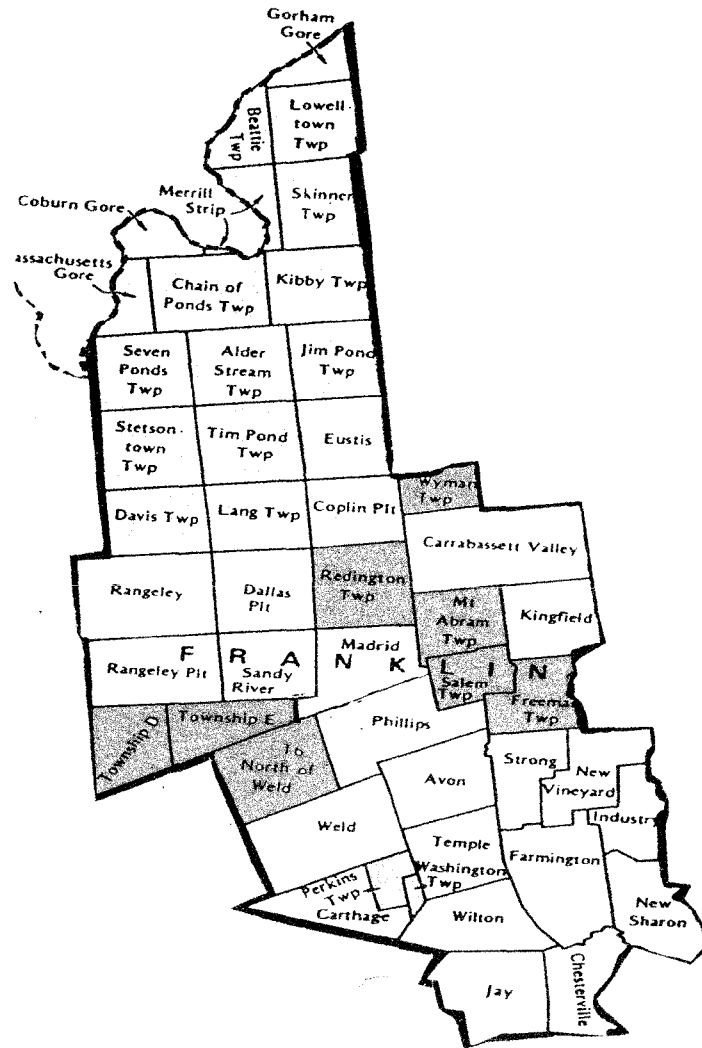 Gorham
Gore
Lowell-
town
Twp
Beattie
Twp
Merrill
Strip
Skinner
Twp
Coburn Gore
assachusetts
Gore
Chain of
Ponds Twp
Kibby Twp
Seven
Ponds
Twp
Alder
Stream
Twp
Jim Pond
Twp
Stetson-
town
Twp
Tim Pond
Twp
Eustis
Wyman
Twp
Davis Twp
Lang Twp
Coplin Plt
Carrabassett Valley
Rangeley
Dallas
Plt
Redington
Twp
Mt
Abram
Twp
Kingfield
Madrid
FRANKLIN
Rangeley Plt
Sandy
River
Salem
Twp
Freeman
Twp
Township D
Township E
Phillips
To
North of
Weld
Strong
New
Vineyard
Avon
Industry
Weld
Temple
Farmington
Perkins
Twp
Washington
Twp
Carthage
Wilton
New
Sharon
Jay
Chesterville